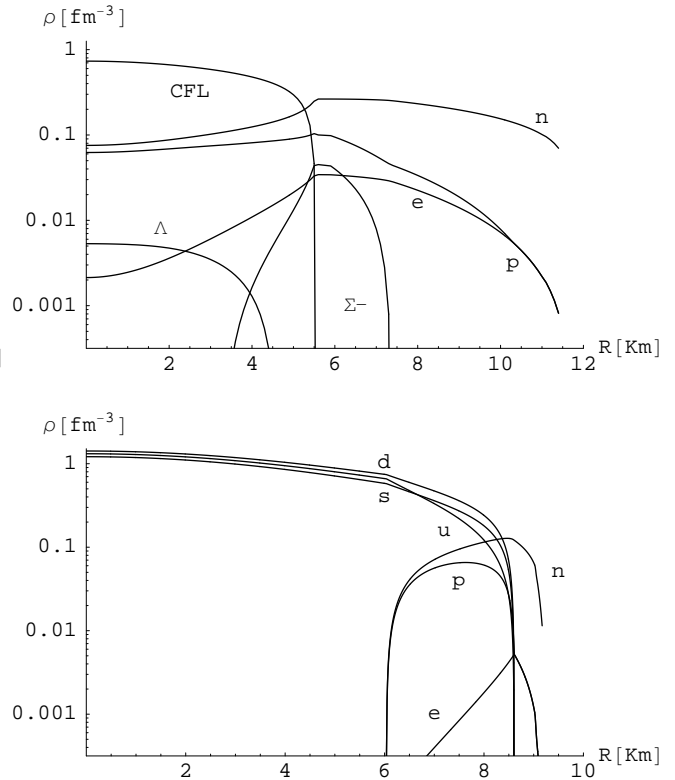 ρ[fm⁻³]
1
CFL
n
0.1
e
0.01
Λ
p
0.001
Σ−
R[Km]
2 4 6 8 10 12
ρ[fm⁻³]
d
1
s
u
0.1
n
p
0.01
e
0.001
R[Km]
2 4 6 8 10